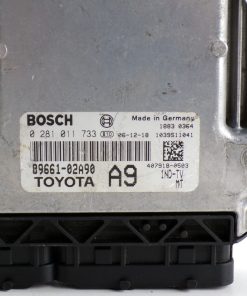 BOSCH
Made in Germany
1883 0364
0 281 011 733 06-12-18 1039S11041
407918-0503
89661-02A90
TOYOTA
A9
IND-TV
MT